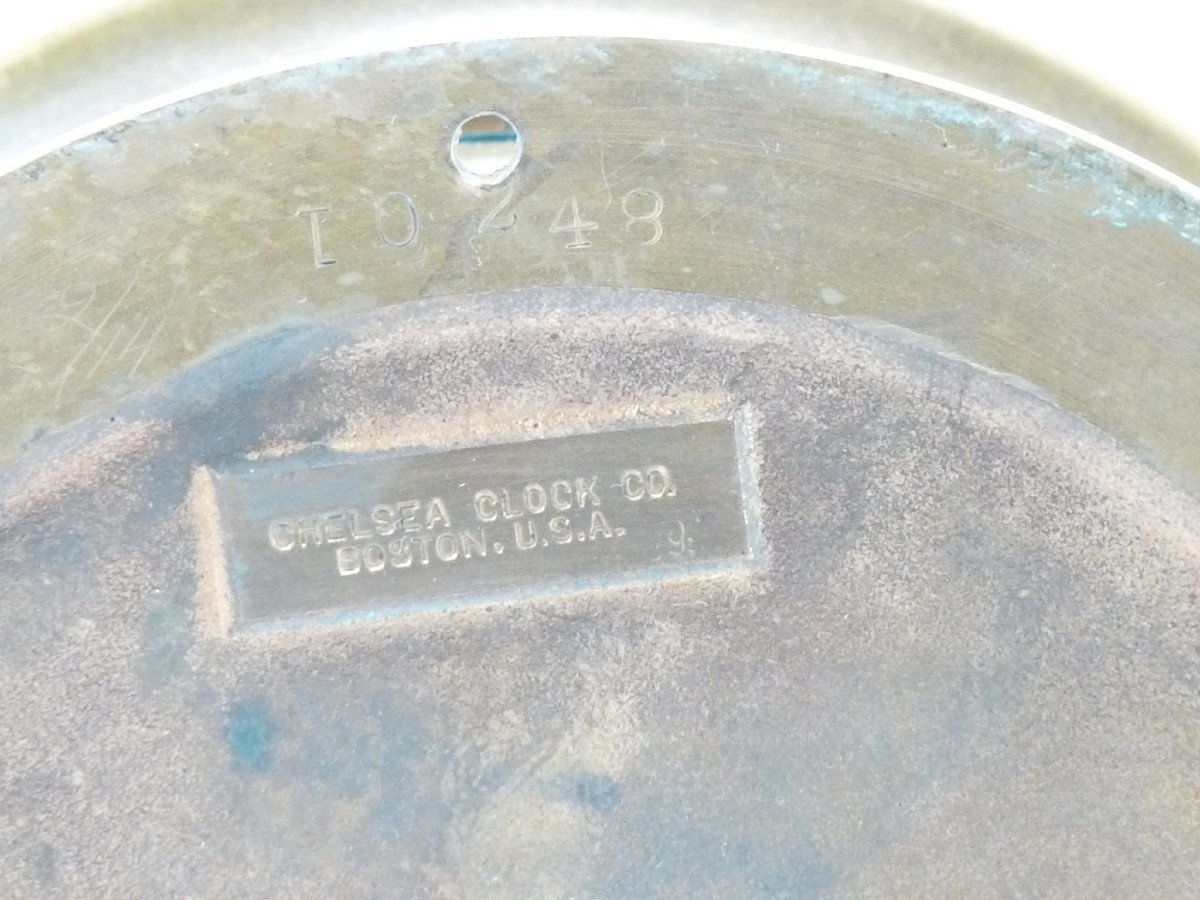 10248
CHELSEA CLOCK CO.
BOSTON. U.S.A.